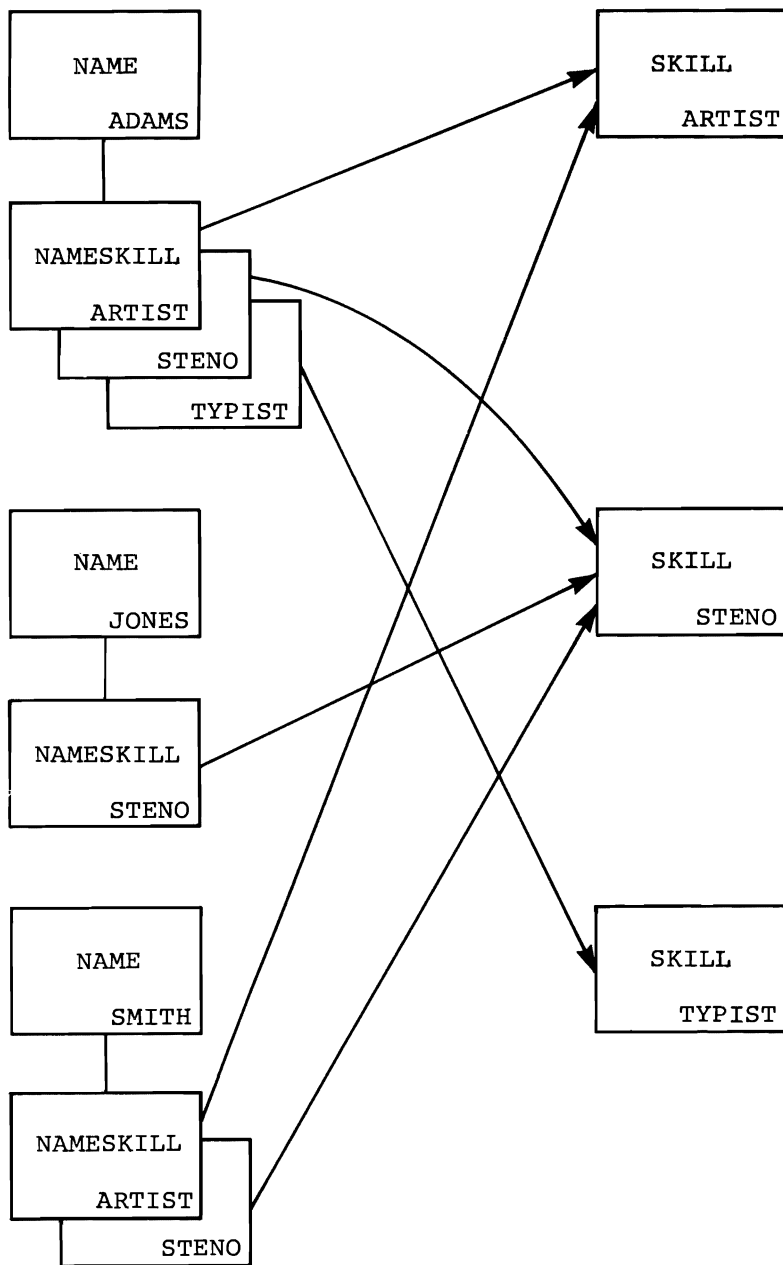 NAME
ADAMS
NAMESKILL
ARTIST
STENO
TYPIST
NAME
JONES
NAMESKILL
STENO
NAME
SMITH
NAMESKILL
ARTIST
STENO
SKILL
ARTIST
SKILL
STENO
SKILL
TYPIST